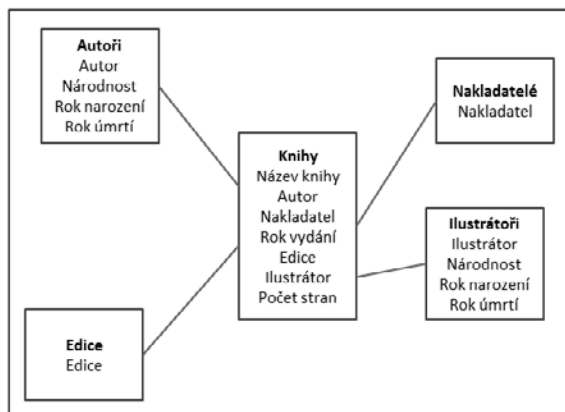 Autoři
Autor
Národnost
Rok narození
Rok úmrtí
Nakladatelé
Nakladatel
Knihy
Název knihy
Autor
Nakladatel
Rok vydání
Edice
Ilustrátor
Počet stran
Ilustrátoři
Ilustrátor
Národnost
Rok narození
Rok úmrtí
Edice
Edice